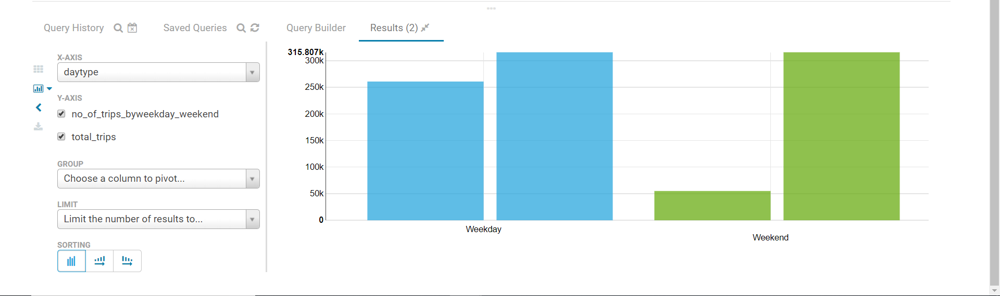 Query History
Saved Queries
Query Builder
Results (2)
X-AXIS
daytype
Y-AXIS
no_of_trips_byweekday_weekend
total_trips
GROUP
Choose a column to pivot...
LIMIT
Limit the number of results to...
SORTING
315.807k
300k
250k
200k
150k
100k
50k
0
Weekday
Weekend